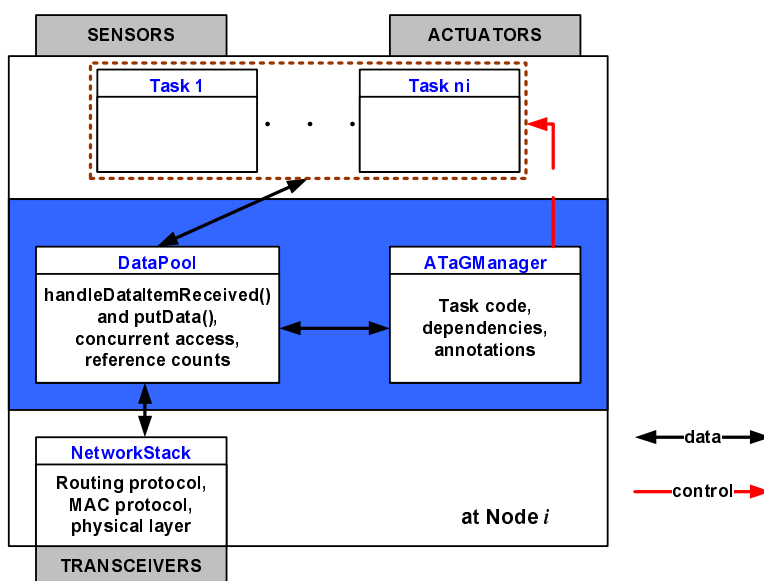 SENSORS
ACTUATORS
Task 1
. . .
Task ni
DataPool
handleDataItemReceived()
and putData(),
concurrent access,
reference counts
ATaGManager
Task code,
dependencies,
annotations
NetworkStack
Routing protocol,
MAC protocol,
physical layer
at Node i
TRANSCEIVERS
data
control